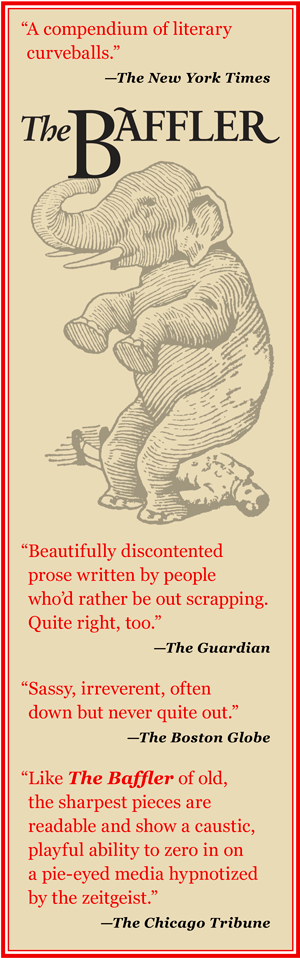 “A compendium of literary
curveballs.”
—The New York Times
The BAFFLER
“Beautifully discontented
prose written by people
who’d rather be out scrapping.
Quite right, too.”
—The Guardian
“Sassy, irreverent, often
down but never quite out.”
—The Boston Globe
“Like The Baffler of old,
the sharpest pieces are
readable and show a caustic,
playful ability to zero in on
a pie-eyed media hypnotized
by the zeitgeist.”
—The Chicago Tribune